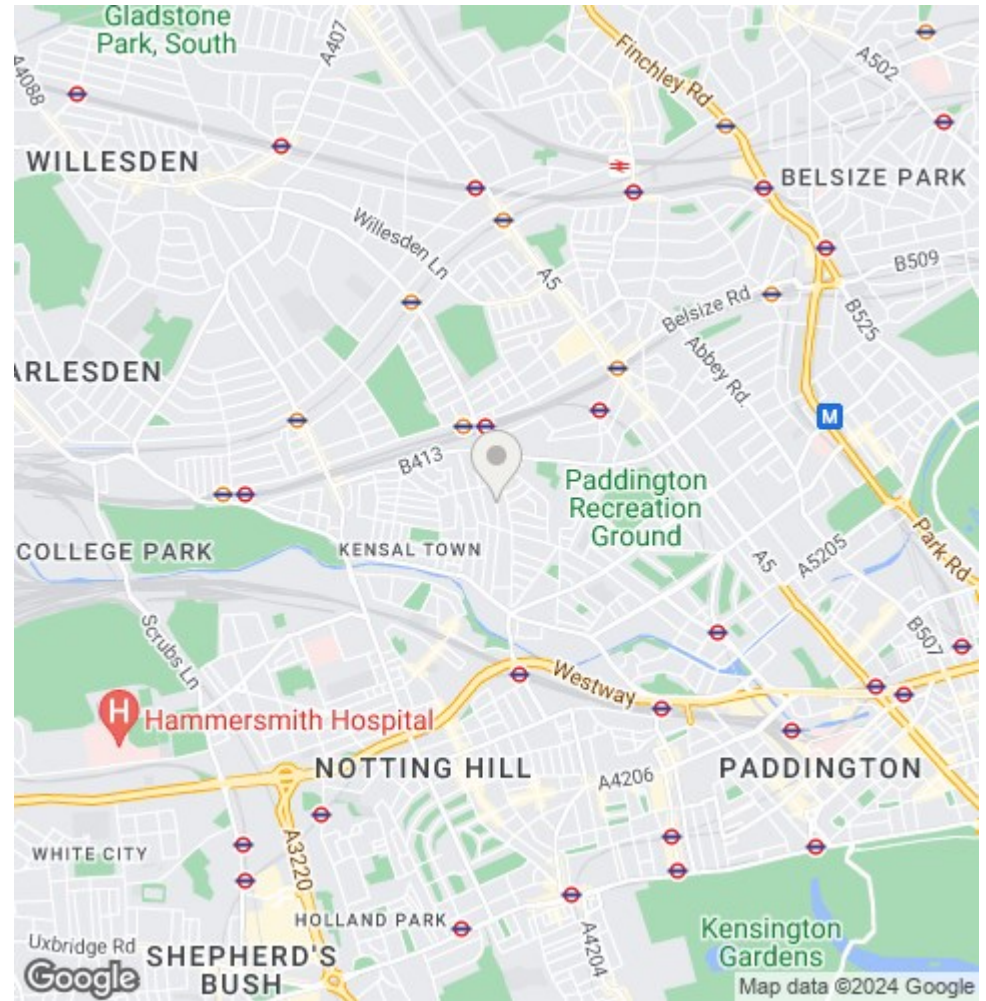 Gladstone
Park, South
A407
A4088
Finchley Rd
A502
WILLESDEN
BELSIZE PARK
Willesden Ln
A5
B509
Belsize Rd
B525
Abbey Rd.
ARLESDEN
M
B413
Paddington
Recreation
Ground
COLLEGE PARK
KENSAL TOWN
A5
A5205
Park Rd
Scrubs Ln
B507
Westway
H
Hammersmith Hospital
NOTTING HILL
A4206
PADDINGTON
WHITE CITY
A3220
HOLLAND PARK
A4204
Kensington
Gardens
Uxbridge Rd
SHEPHERD'S
BUSH
Google
Map data ©2024 Google